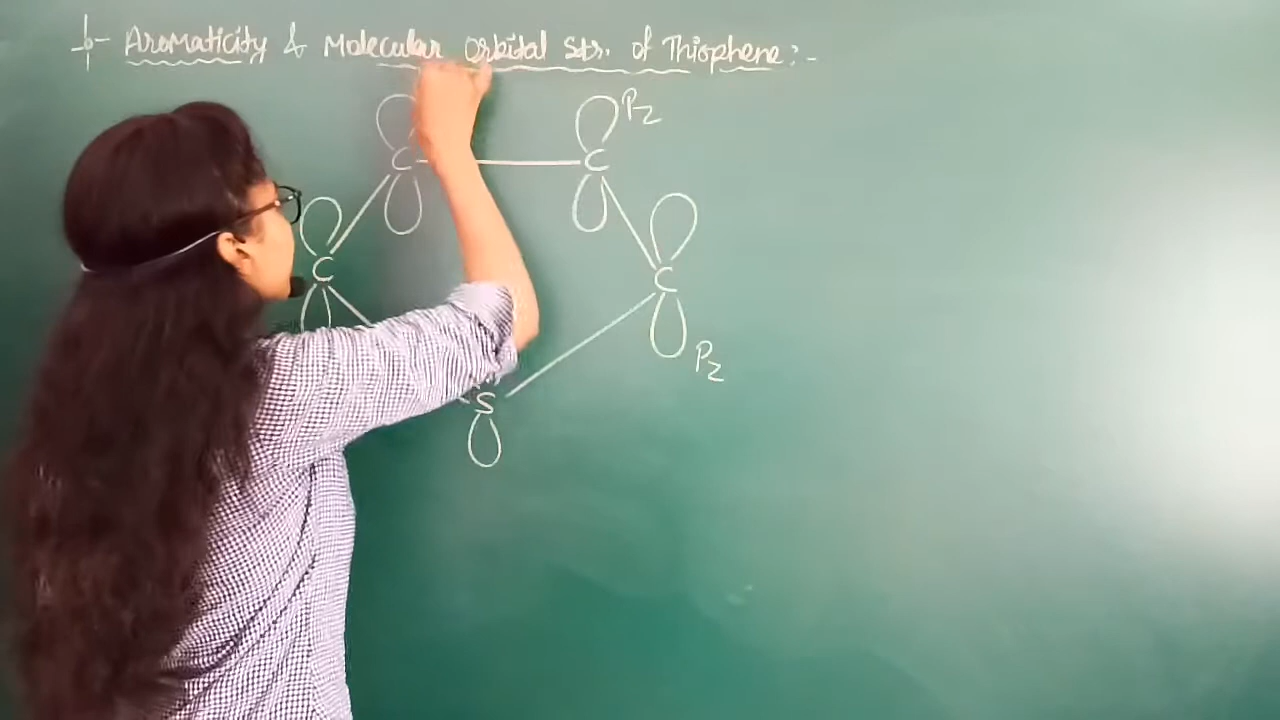 Aromaticity & Molecular orbital Str. of Thiophene :-
C C Pz
C C
Pz
S